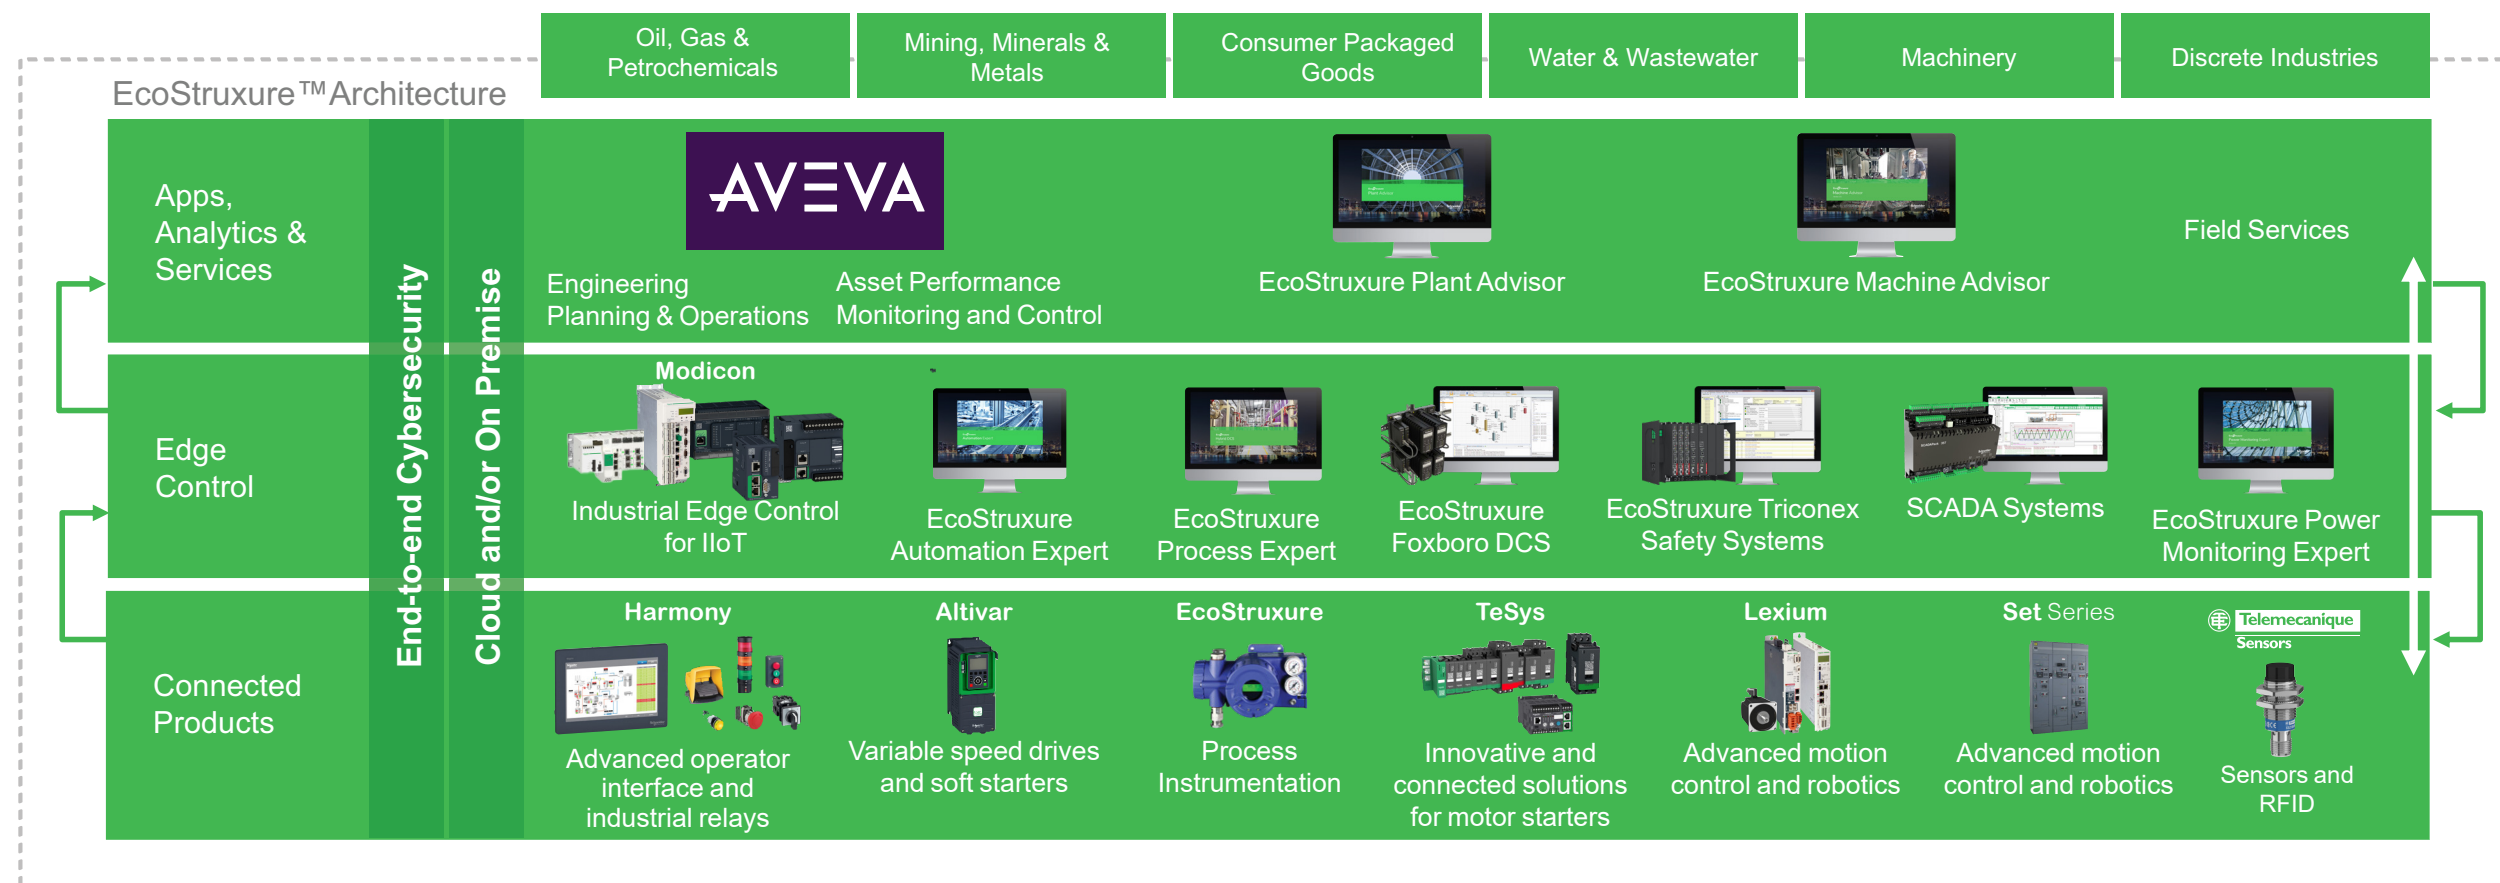 Oil, Gas &
Petrochemicals
Mining, Minerals &
Metals
Consumer Packaged
Goods
Water & Wastewater
Machinery
Discrete Industries
EcoStruxure™ Architecture
Apps,
Analytics &
Services
End-to-end Cybersecurity
Cloud and/or On Premise
AVEVA
Engineering
Planning & Operations
Asset Performance
Monitoring and Control
EcoStruxure Plant Advisor
EcoStruxure Machine Advisor
Field Services
Edge
Control
Modicon
Industrial Edge Control
for IIoT
EcoStruxure
Automation Expert
EcoStruxure
Process Expert
EcoStruxure
Foxboro DCS
EcoStruxure Triconex
Safety Systems
SCADA Systems
EcoStruxure Power
Monitoring Expert
Connected
Products
Harmony
Advanced operator
interface and
industrial relays
Altivar
Variable speed drives
and soft starters
EcoStruxure
Process
Instrumentation
TeSys
Innovative and
connected solutions
for motor starters
Lexium
Advanced motion
control and robotics
Set Series
Advanced motion
control and robotics
Telemecanique
Sensors
Sensors and
RFID